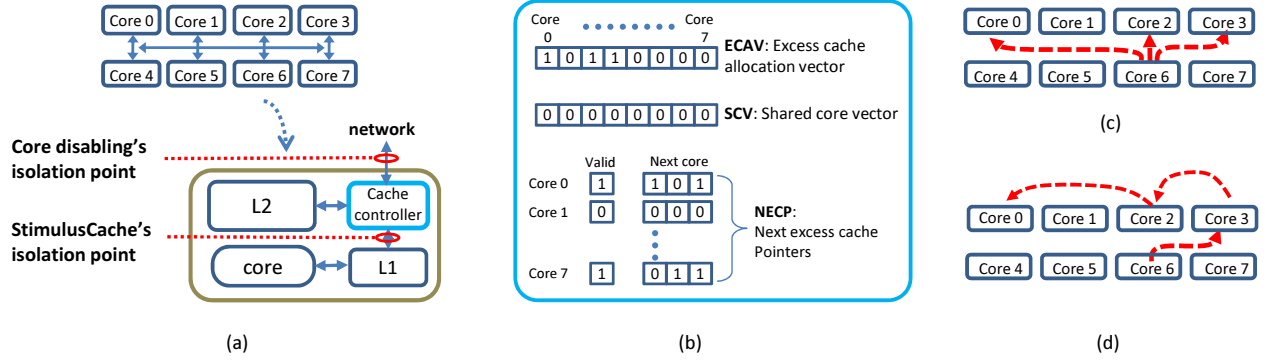 Core 0 Core 1 Core 2 Core 3
Core 4 Core 5 Core 6 Core 7
network
Core disabling's
isolation point
L2
Cache
controller
StimulusCache's
isolation point
core
L1
(a)
Core
0
Core
7
1 0 1 1 0 0 0 0
ECAV: Excess cache
allocation vector
0 0 0 0 0 0 0 0
SCV: Shared core vector
Valid Next core
Core 0 1 1 0 1
Core 1 0 0 0 0
Core 7 1 0 1 1
NECP:
Next excess cache
Pointers
(b)
Core 0 Core 1 Core 2 Core 3
Core 4 Core 5 Core 6 Core 7
(c)
Core 0 Core 1 Core 2 Core 3
Core 4 Core 5 Core 6 Core 7
(d)